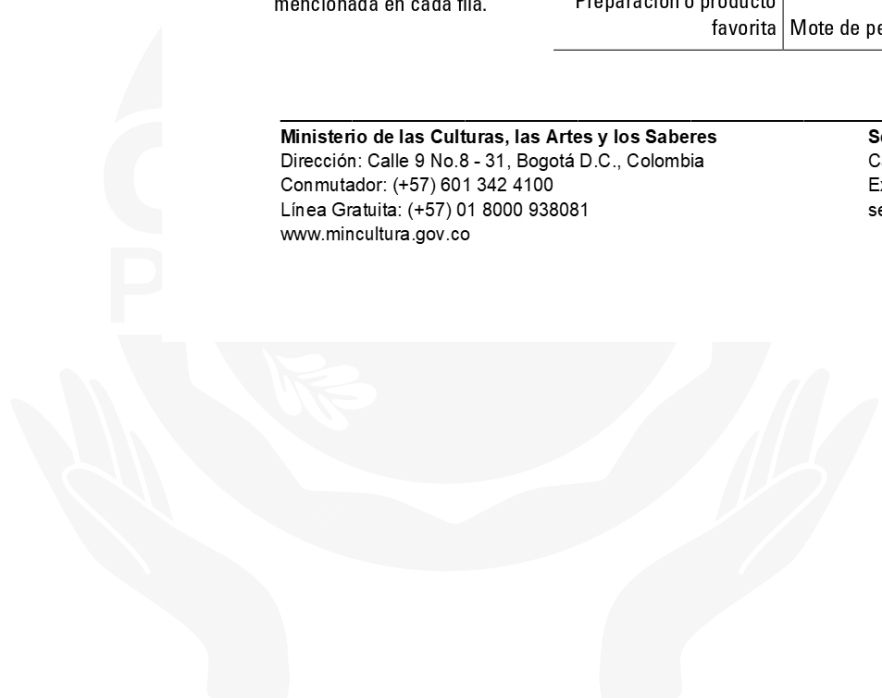 mencionada en cada fila.
Preparación o producto
favorita Mote de
Ministerio de las Culturas, las Artes y los Saberes
Dirección: Calle 9 No.8 - 31, Bogotá D.C., Colombia
Conmutador: (+57) 601 342 4100
Línea Gratuita: (+57) 01 8000 938081
www.mincultura.gov.co